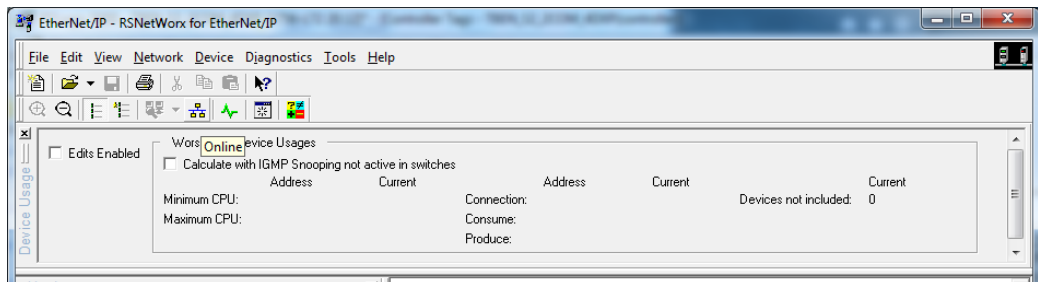 EtherNet/IP - RSNetWorx for EtherNet/IP
File Edit View Network Device Diagnostics Tools Help
Device Usage
Edits Enabled
Wors Online evice Usages
Calculate with IGMP Snooping not active in switches
Address Current Address Current Current
Minimum CPU: Connection: Devices not included: 0
Maximum CPU: Consume:
Produce: